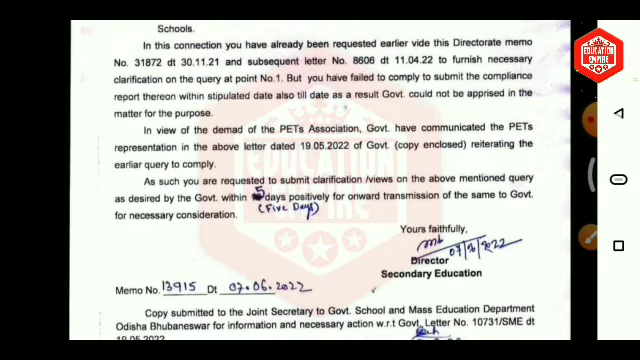 Schools.
In this connection you have already been requested earlier vide this Directorate memo
No. 31872 dt 30.11.21 and subsequent letter No. 8606 dt 11.04.22 to furnish necessary
clarification on the query at point No.1. But you have failed to comply to submit the compliance
report thereon within stipulated date also till date as a result Govt. could not be apprised in the
matter for the purpose.
In view of the demad of the PETs Association, Govt. have communicated the PETs
representation in the above letter dated 19.05.2022 of Govt. (copy enclosed) reiterating the
earliar query to comply.
As such you are requested to submit clarification /views on the above mentioned query
as desired by the Govt. within 5 days positively for onward transmission of the same to Govt.
(Five Days)
for necessary consideration.
Yours faithfully,
07/6/2022
Director
Secondary Education
Memo No. 13915 Dt 07.06.2022
Copy submitted to the Joint Secretary to Govt. School and Mass Education Department
Odisha Bhubaneswar for information and necessary action w.r.t Govt. Letter No. 10731/SME dt
19.05.2022
EDUCATION
EMPIRE
EDUCATION
EMPIRE